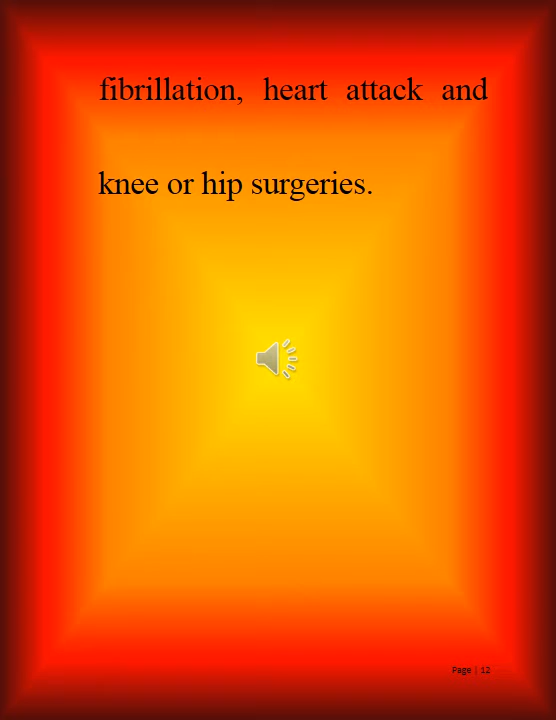 fibrillation, heart attack and
knee or hip surgeries.
Page | 12